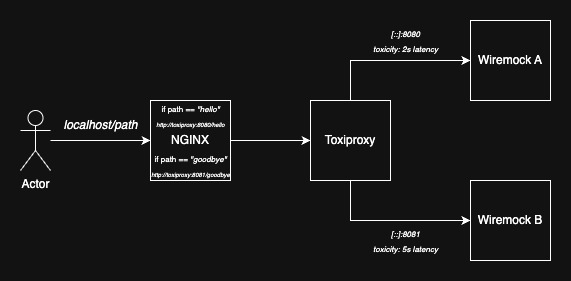 [::]:8080
toxicity: 2s latency
Wiremock A
localhost/path
if path == "hello"
http://toxiproxy:8080/hello
NGINX
if path == "goodbye"
http://toxiproxy:8081/goodbye
Toxiproxy
Actor
[::]:8081
toxicity: 5s latency
Wiremock B